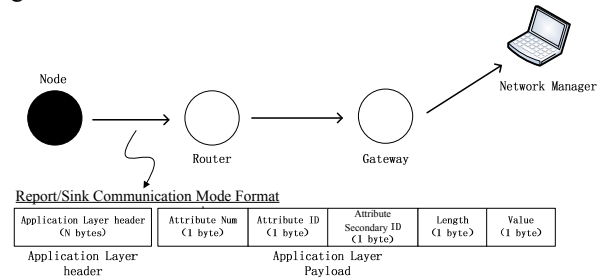 Node
Network Manager
Router
Gateway
Report/Sink Communication Mode Format
Application Layer header
(N bytes)
Attribute Num
(1 byte)
Attribute ID
(1 byte)
Attribute
Secondary ID
(1 byte)
Length
(1 byte)
Value
(1 byte)
Application Layer
header
Application Layer
Payload